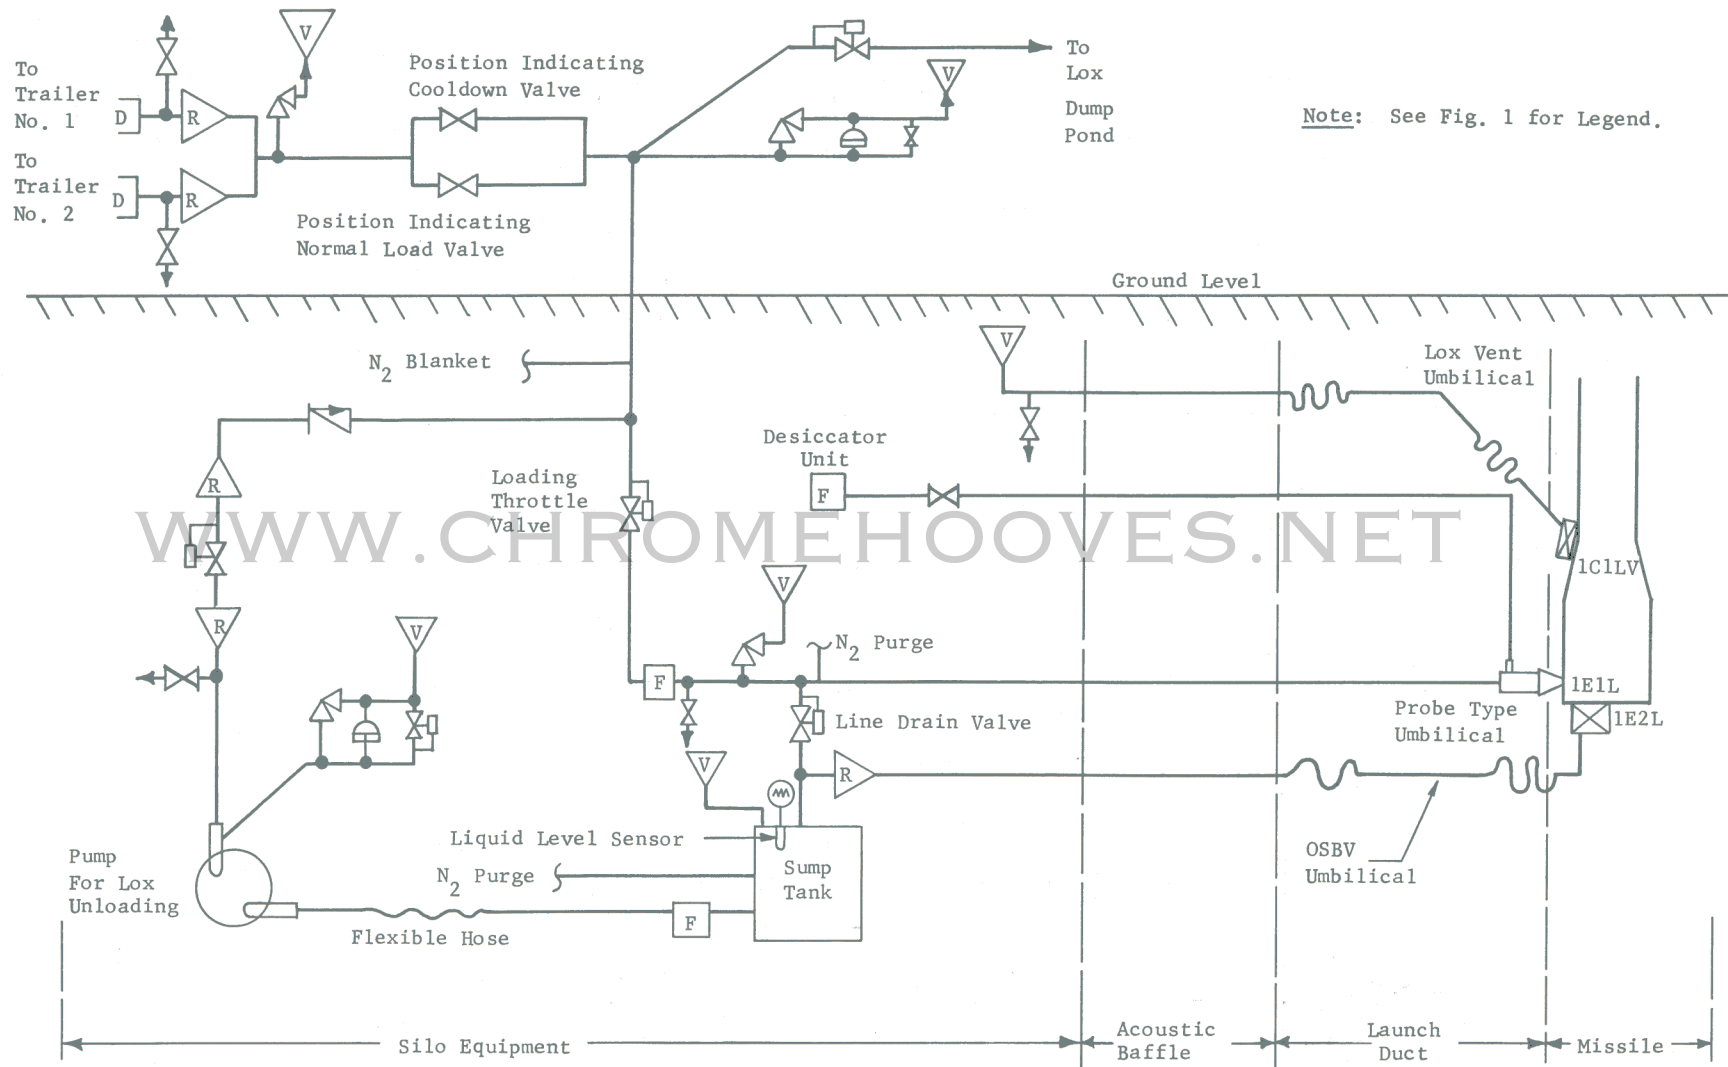 To
Trailer
No. 1
D
R
V
Position Indicating
Cooldown Valve
To
Lox
Dump
Pond
V
Note: See Fig. 1 for Legend.
To
Trailer
No. 2
D
R
Position Indicating
Normal Load Valve
Ground Level
N2 Blanket
V
Lox Vent
Umbilical
R
Loading
Throttle
Valve
Desiccator
Unit
F
WWW.CHROMEHOOVES.NET
1C1LV
R
V
V
N2 Purge
F
1E1L
Probe Type
Umbilical
1E2L
Line Drain Valve
V
R
Liquid Level Sensor
N2 Purge
Sump
Tank
OSBV
Umbilical
Pump
For Lox
Unloading
Flexible Hose
F
Silo Equipment
Acoustic
Baffle
Launch
Duct
Missile